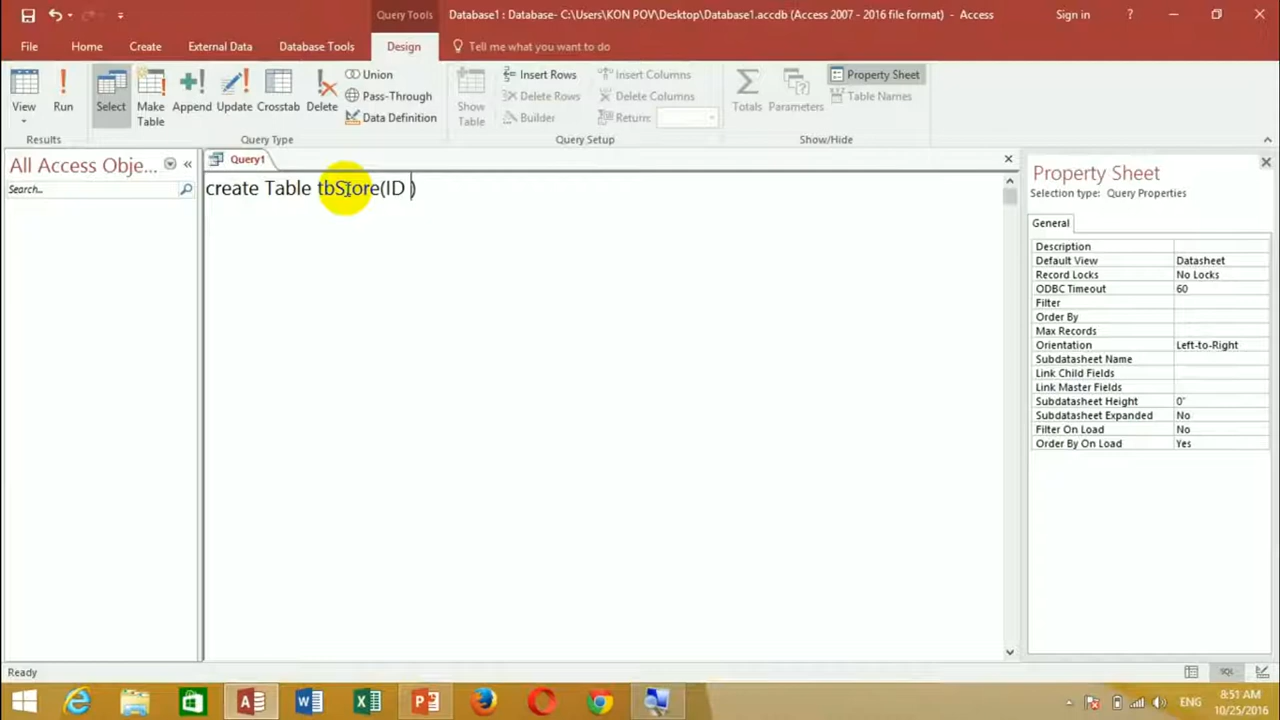 Query Tools
Database1 : Database- C:\Users\KON POV\Desktop\Database1.accdb (Access 2007 - 2016 file format) - Access
Sign in
?
File
Home
Create
External Data
Database Tools
Design
Tell me what you want to do
View
Run
Select
Make Table
Append
Update
Crosstab
Delete
Union
Pass-Through
Data Definition
Show Table
Insert Rows
Delete Rows
Builder
Insert Columns
Delete Columns
Return:
Totals
Parameters
Property Sheet
Table Names
Results
Query Type
Query Setup
Show/Hide
All Access Obje...
Search...
Query1
create Table tbStore(ID )
Property Sheet
Selection type: Query Properties
General
Description
Default View Datasheet
Record Locks No Locks
ODBC Timeout 60
Filter
Order By
Max Records
Orientation Left-to-Right
Subdatasheet Name
Link Child Fields
Link Master Fields
Subdatasheet Height 0"
Subdatasheet Expanded No
Filter On Load No
Order By On Load Yes
Ready
SQL
ENG
8:51 AM
10/25/2016